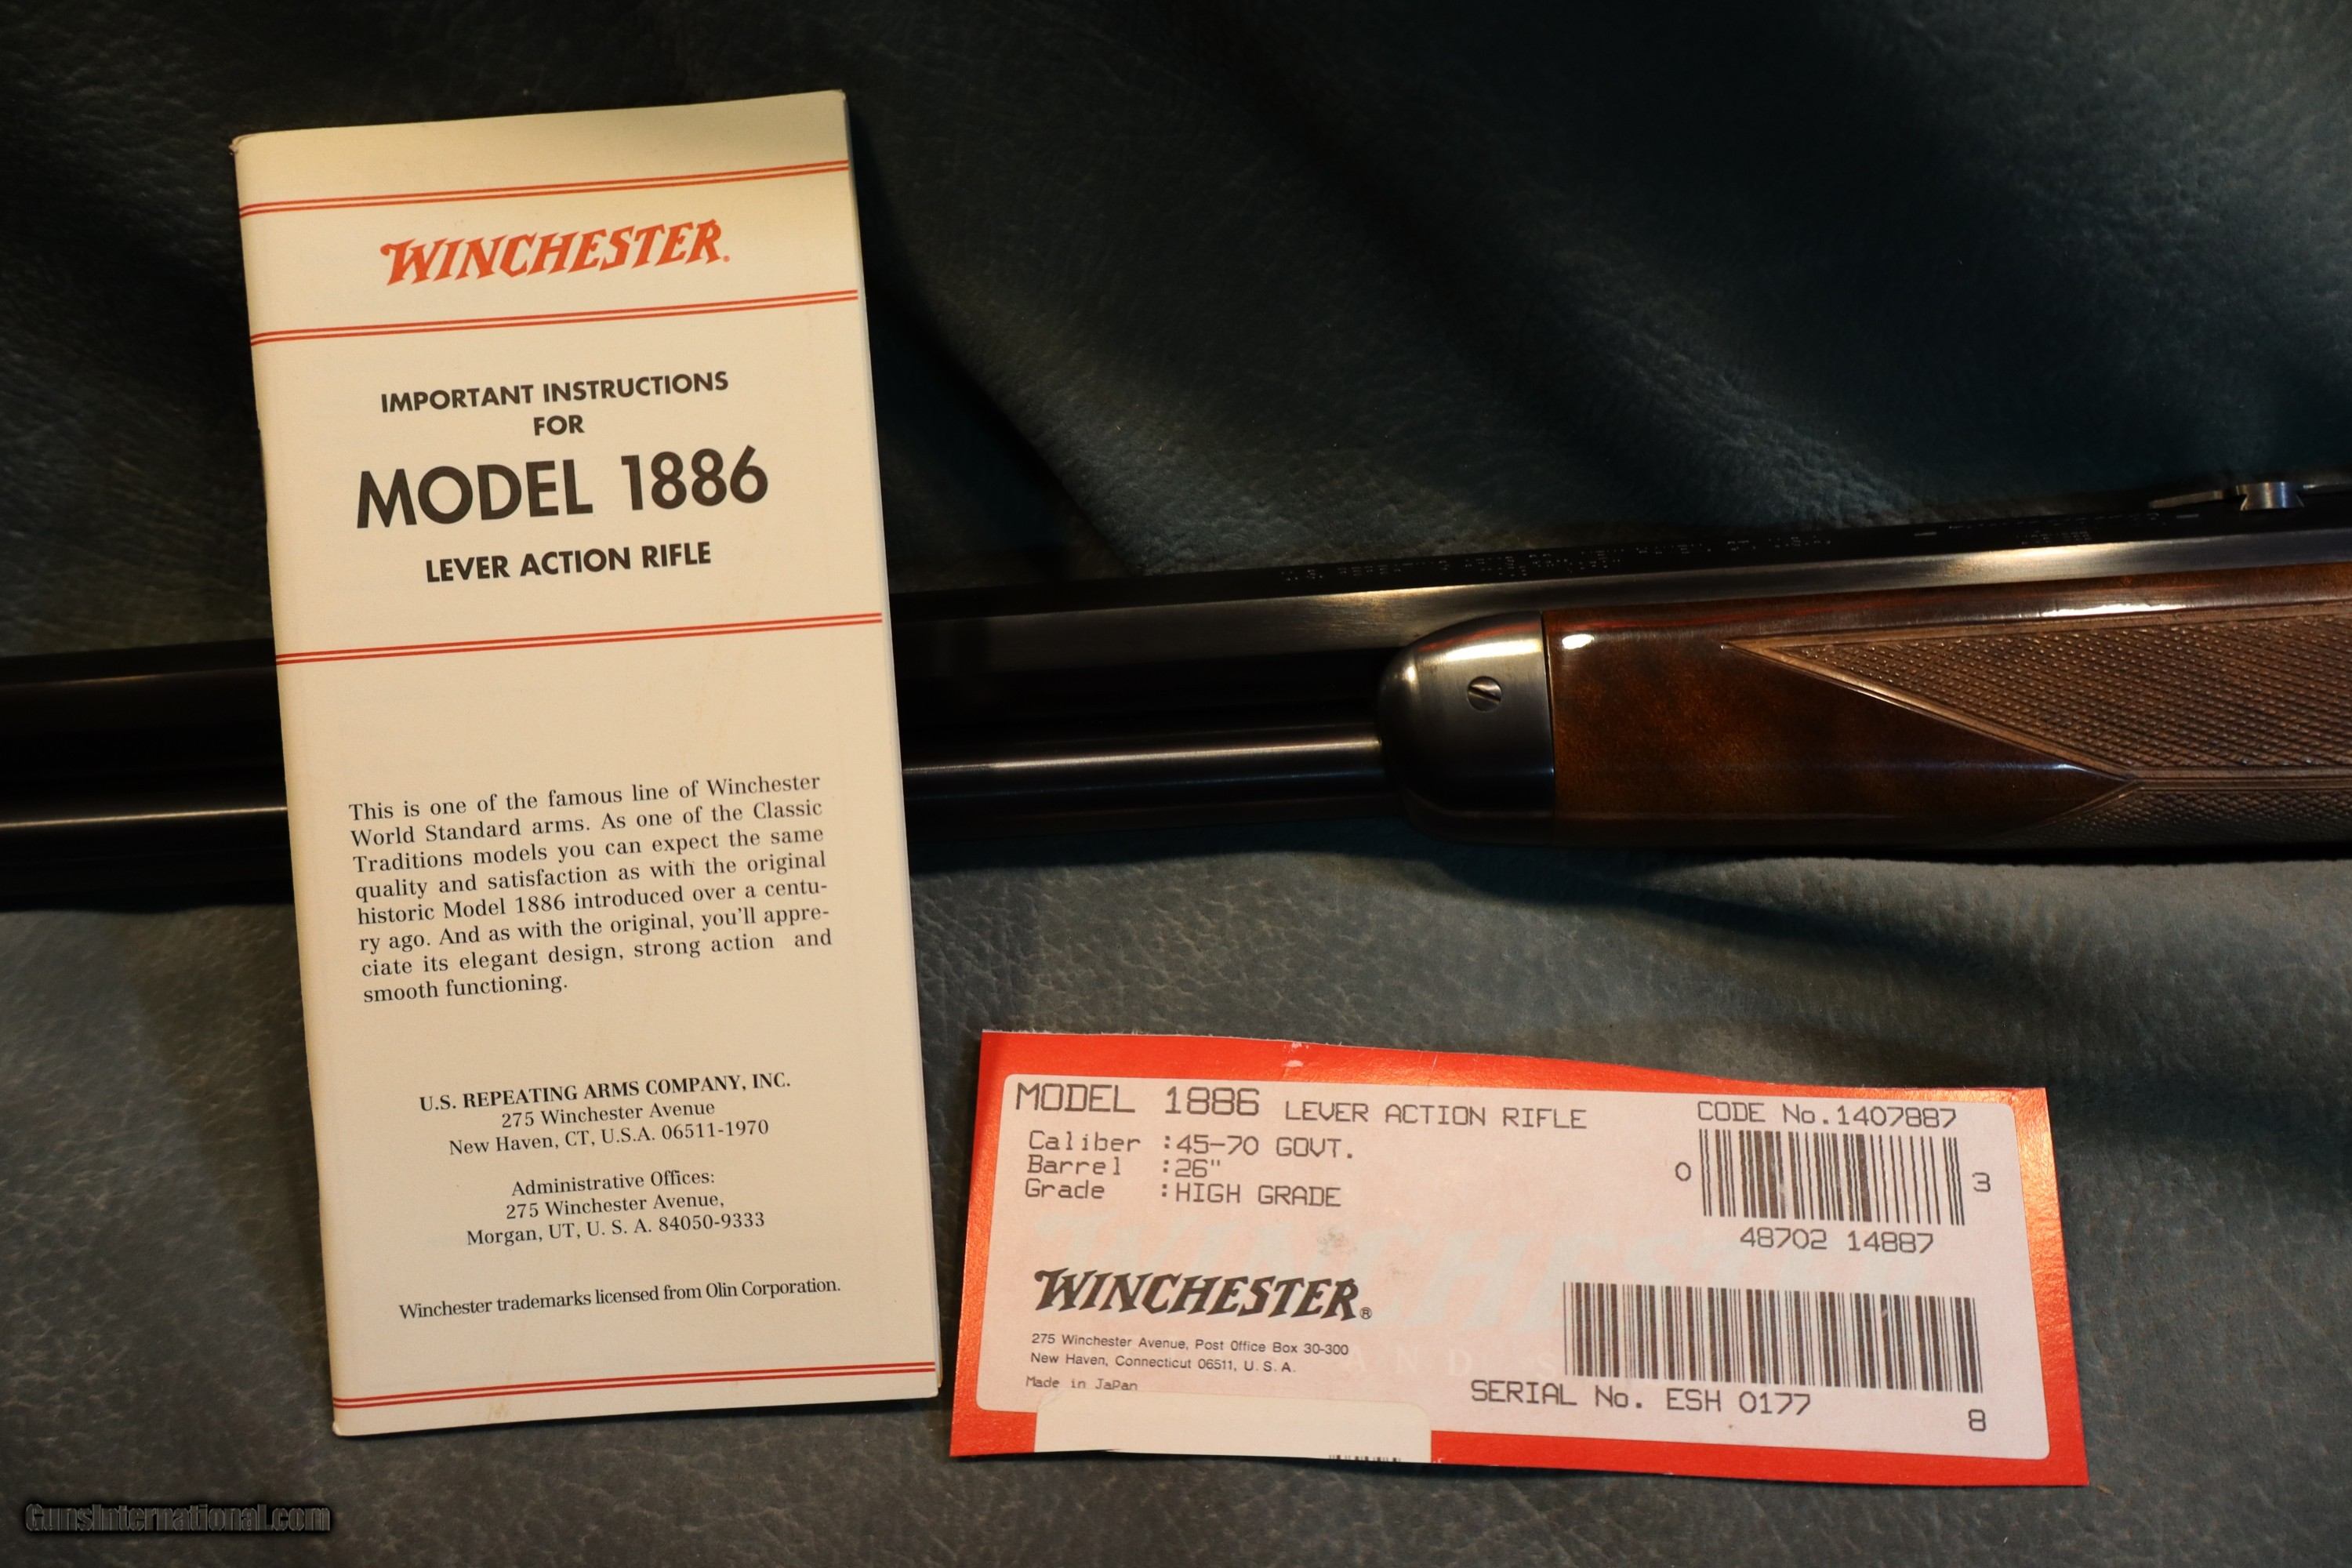 WINCHESTER.
IMPORTANT INSTRUCTIONS
FOR
MODEL 1886
LEVER ACTION RIFLE
This is one of the famous line of Winchester
World Standard arms. As one of the Classic
Traditions models you can expect the same
quality and satisfaction as with the original
historic Model 1886 introduced over a centu-
ry ago. And as with the original, you'll appre-
ciate its elegant design, strong action and
smooth functioning.
U.S. REPEATING ARMS COMPANY, INC.
275 Winchester Avenue
New Haven, CT, U.S.A. 06511-1970
Administrative Offices:
275 Winchester Avenue,
Morgan, UT, U. S. A. 84050-9333
Winchester trademarks licensed from Olin Corporation.
U.S. REPEATING ARMS CO., NEW HAVEN, CT. U.S.A.
MODEL 1886 LEVER ACTION RIFLE
Caliber :45-70 GOVT.
Barrel :26"
Grade :HIGH GRADE
CODE No.1407887
0 3
48702 14887
WINCHESTER®
275 Winchester Avenue, Post Office Box 30-300
New Haven, Connecticut 06511, U. S. A.
Made in JaPan
SERIAL No. ESH 0177
8
GunsInternational.com